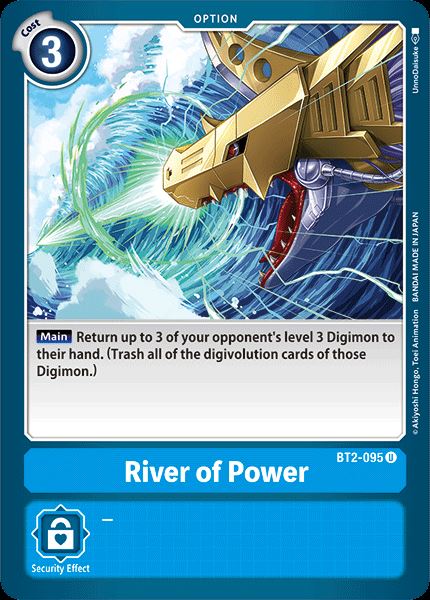 OPTION
Cost
3
UnnoDaisuke
© Akiyoshi Hongo, Toei Animation BANDAI MADE IN JAPAN
Main Return up to 3 of your opponent's level 3 Digimon to
their hand. (Trash all of the digivolution cards of those
Digimon.)
BT2-095 U
River of Power
–
Security Effect